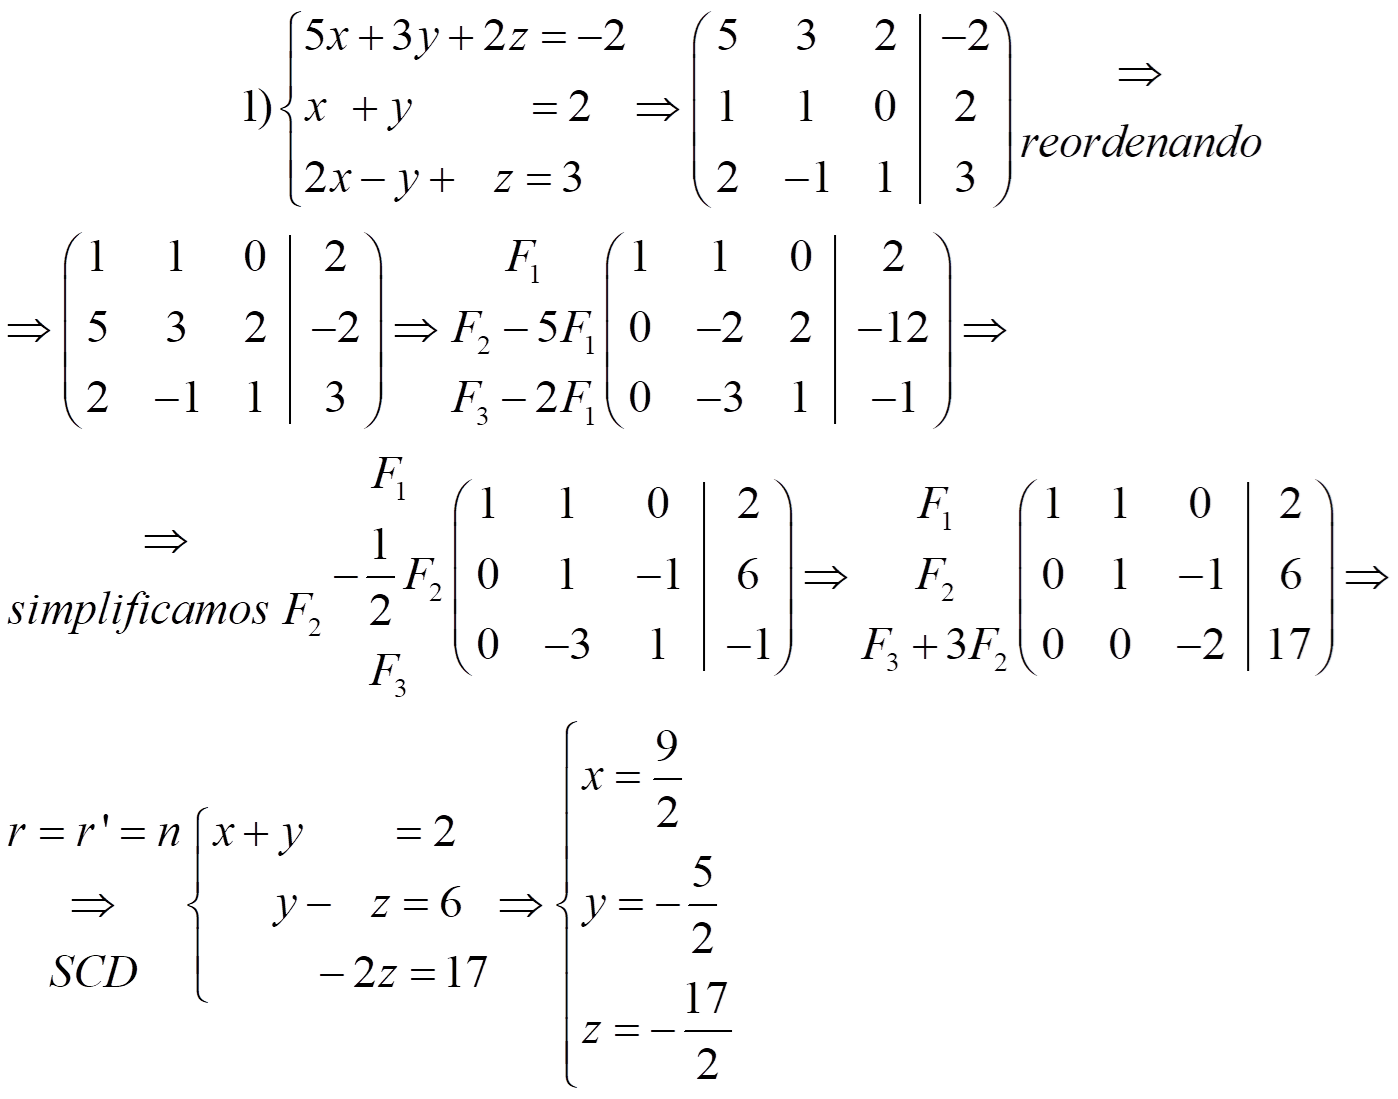 1) { 5x + 3y + 2z = −2 ⇒ ( 5 3 2 | −2 ) ⇒
x + y = 2 ⇒ ( 1 1 0 | 2 ) reordenando
2x − y + z = 3 ( 2 −1 1 | 3 )
( 1 1 0 | 2 ) F₁ ( 1 1 0 | 2 )
⇒ ( 5 3 2 | −2 ) ⇒ F₂ − 5F₁ ( 0 −2 2 | −12 ) ⇒
( 2 −1 1 | 3 ) F₃ − 2F₁ ( 0 −3 1 | −1 )
F₁ ( 1 1 0 | 2 ) F₁ ( 1 1 0 | 2 )
⇒ simplificamos F₂ −1/2 F₂ ( 0 1 −1 | 6 ) ⇒ F₂ ( 0 1 −1 | 6 ) ⇒
F₃ ( 0 −3 1 | −1 ) F₃ + 3F₂ ( 0 0 −2 | 17 )
r = r' = n { x + y = 2 { x = 9/2
⇒ y − z = 6 ⇒ y = −5/2
SCD − 2z = 17 z = −17/2